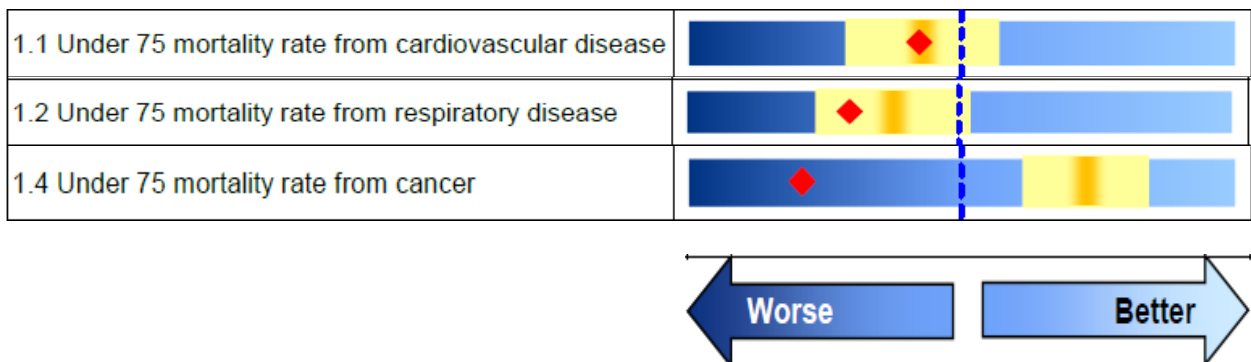 1.1 Under 75 mortality rate from cardiovascular disease
1.2 Under 75 mortality rate from respiratory disease
1.4 Under 75 mortality rate from cancer
Worse
Better